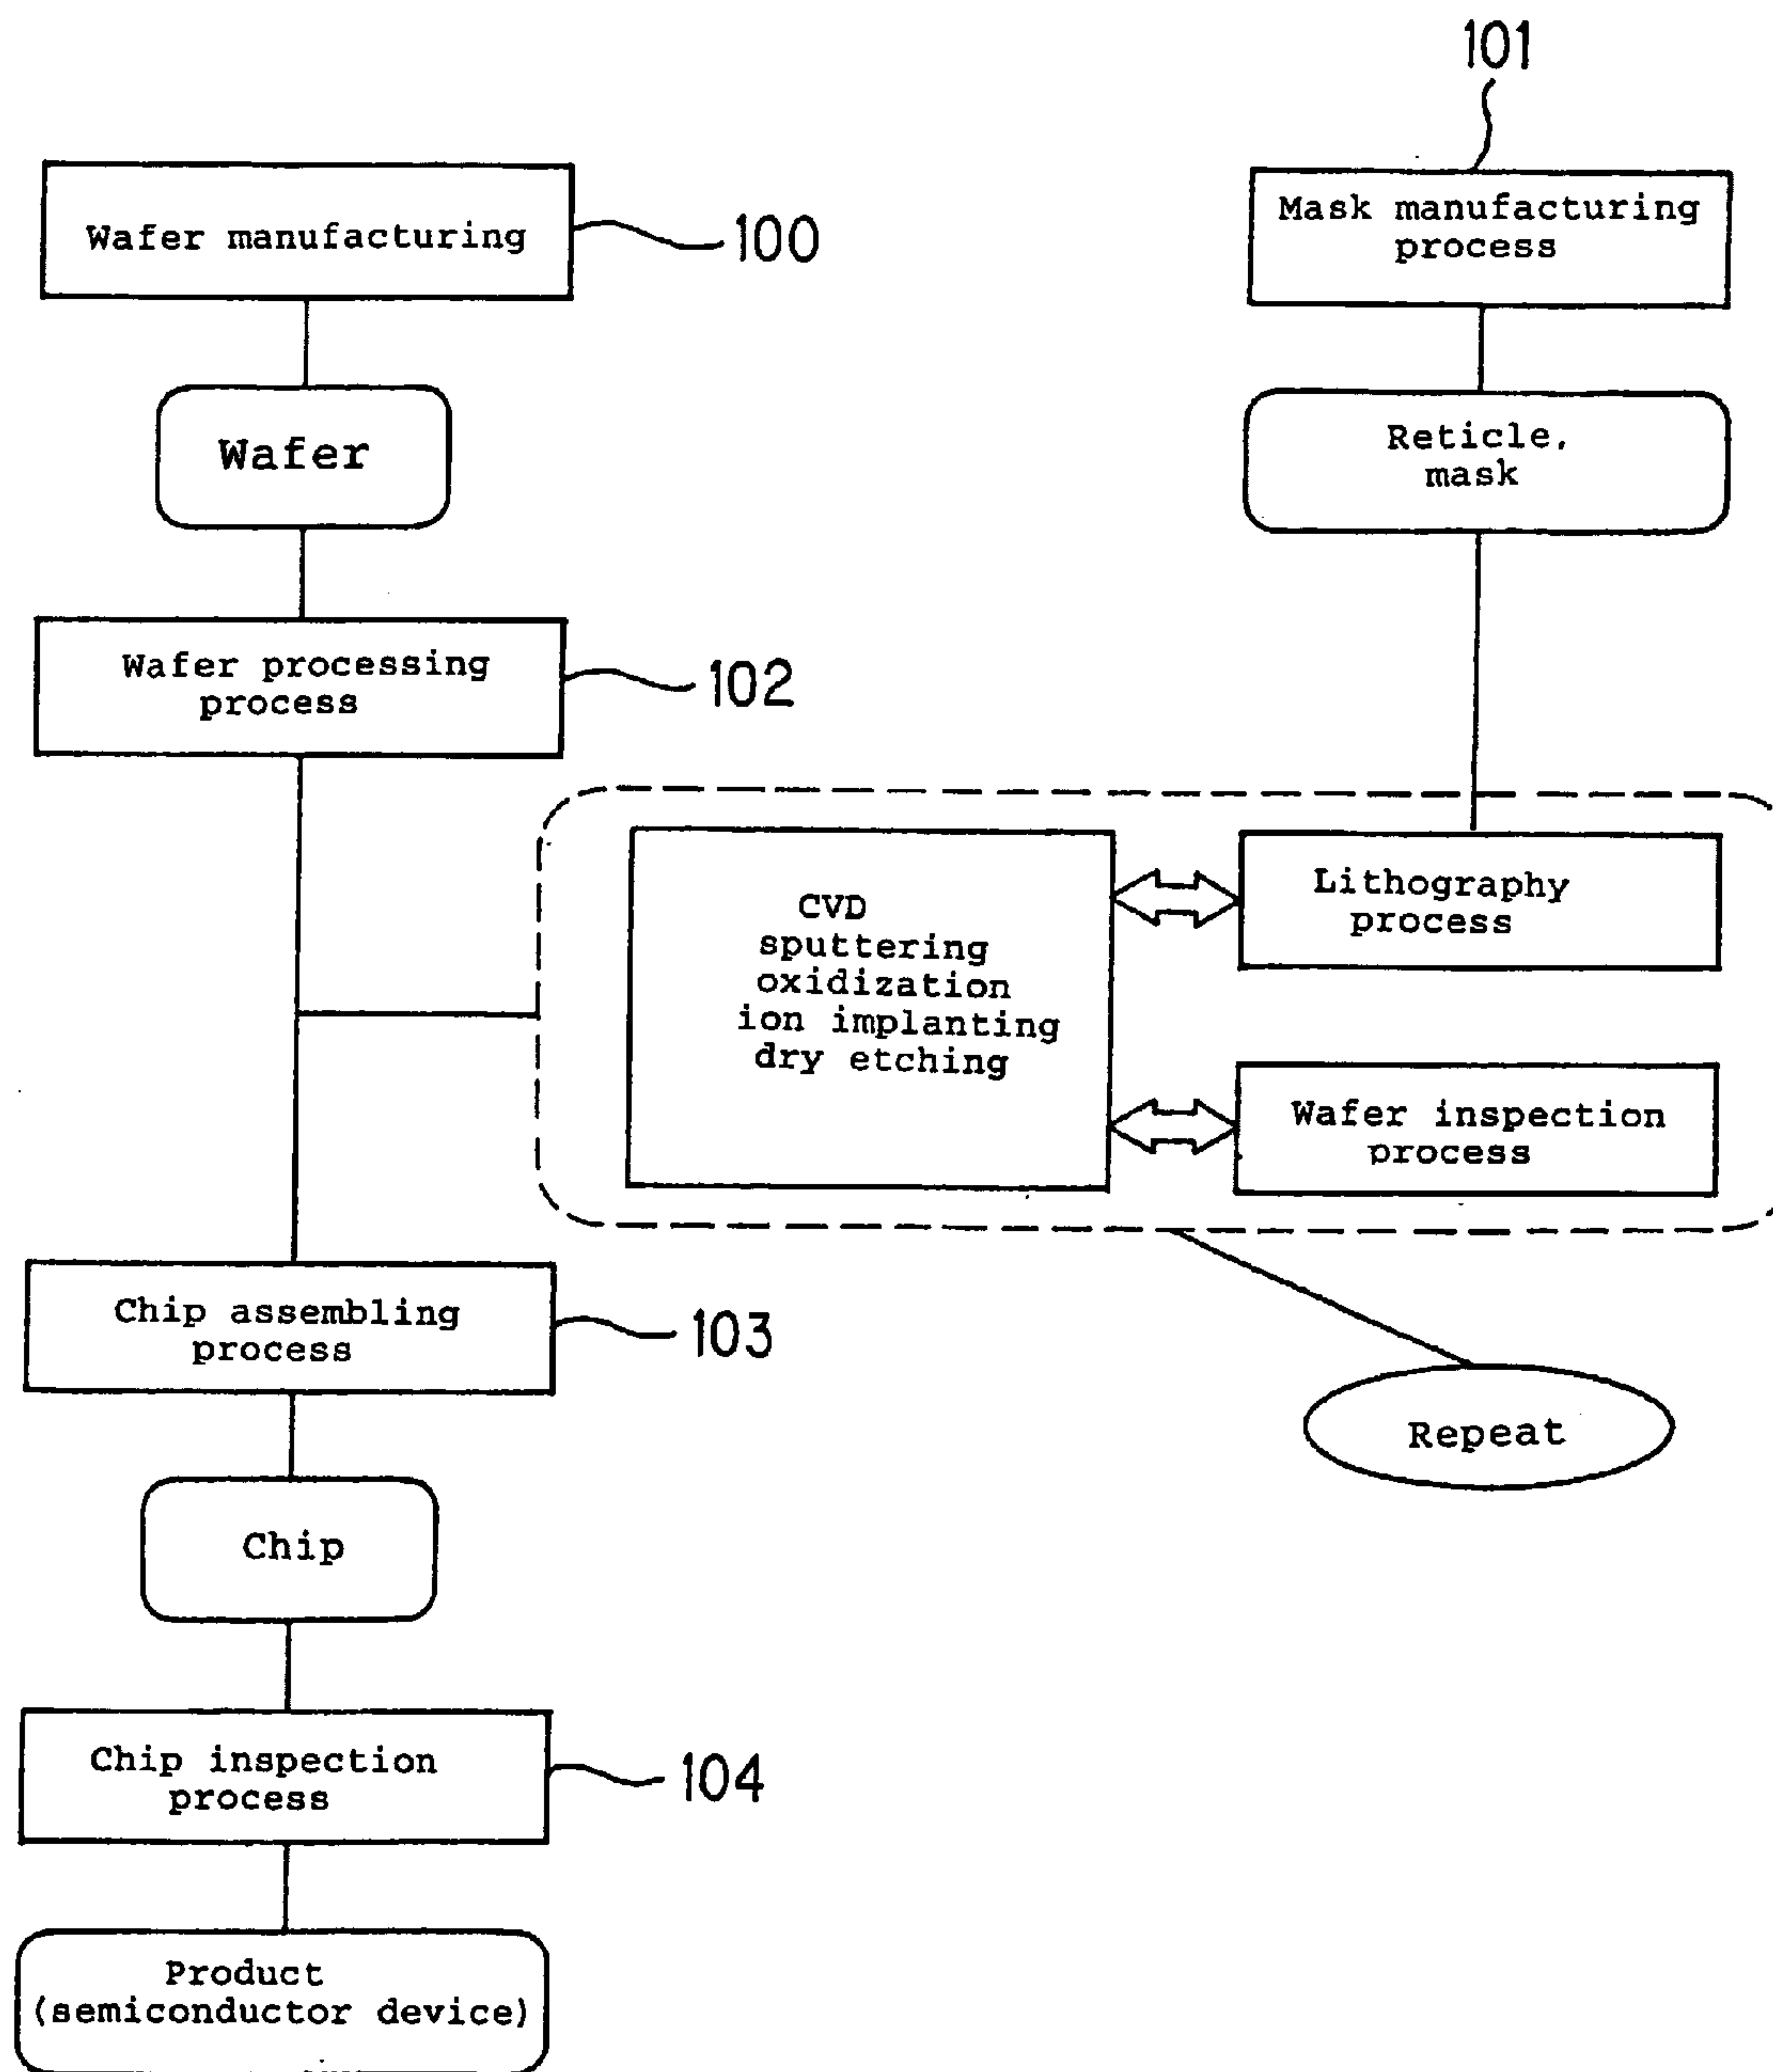 101
Wafer manufacturing
100
Mask manufacturing
process
Wafer
Reticle,
mask
Wafer processing
process
102
CVD
sputtering
oxidization
ion implanting
dry etching
Lithography
process
Wafer inspection
process
Chip assembling
process
103
Repeat
Chip
Chip inspection
process
104
Product
(semiconductor device)